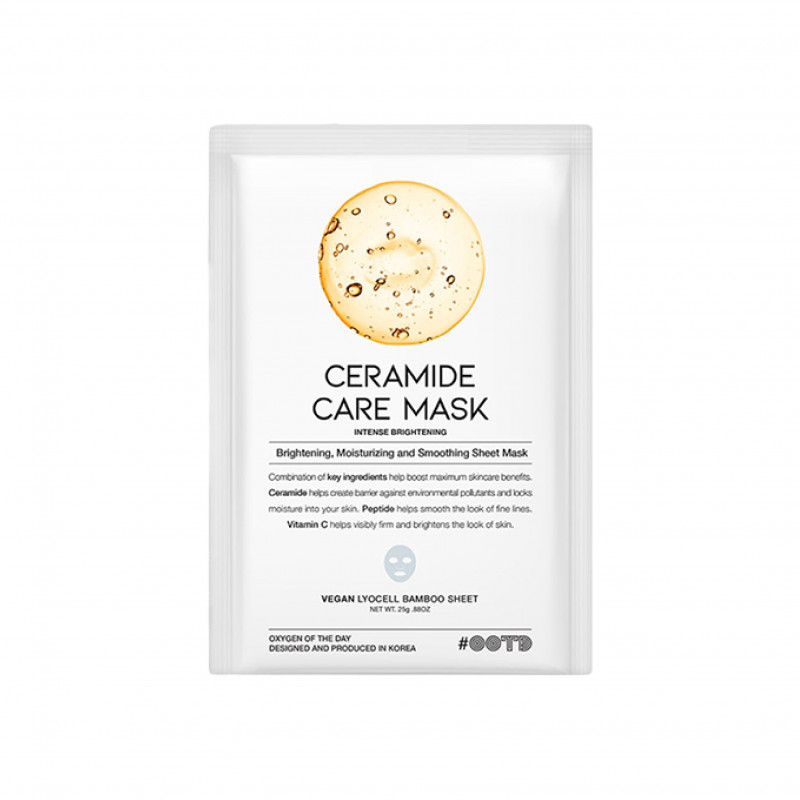 CERAMIDE
CARE MASK
INTENSE BRIGHTENING
Brightening, Moisturizing and Smoothing Sheet Mask
Combination of key ingredients help boost maximum skincare benefits.
Ceramide helps create barrier against environmental pollutants and locks
moisture into your skin. Peptide helps smooth the look of fine lines.
Vitamin C helps visibly firm and brightens the look of skin.
VEGAN LYOCELL BAMBOO SHEET
NET WT. 25g .88OZ
OXYGEN OF THE DAY
DESIGNED AND PRODUCED IN KOREA
#OOTD